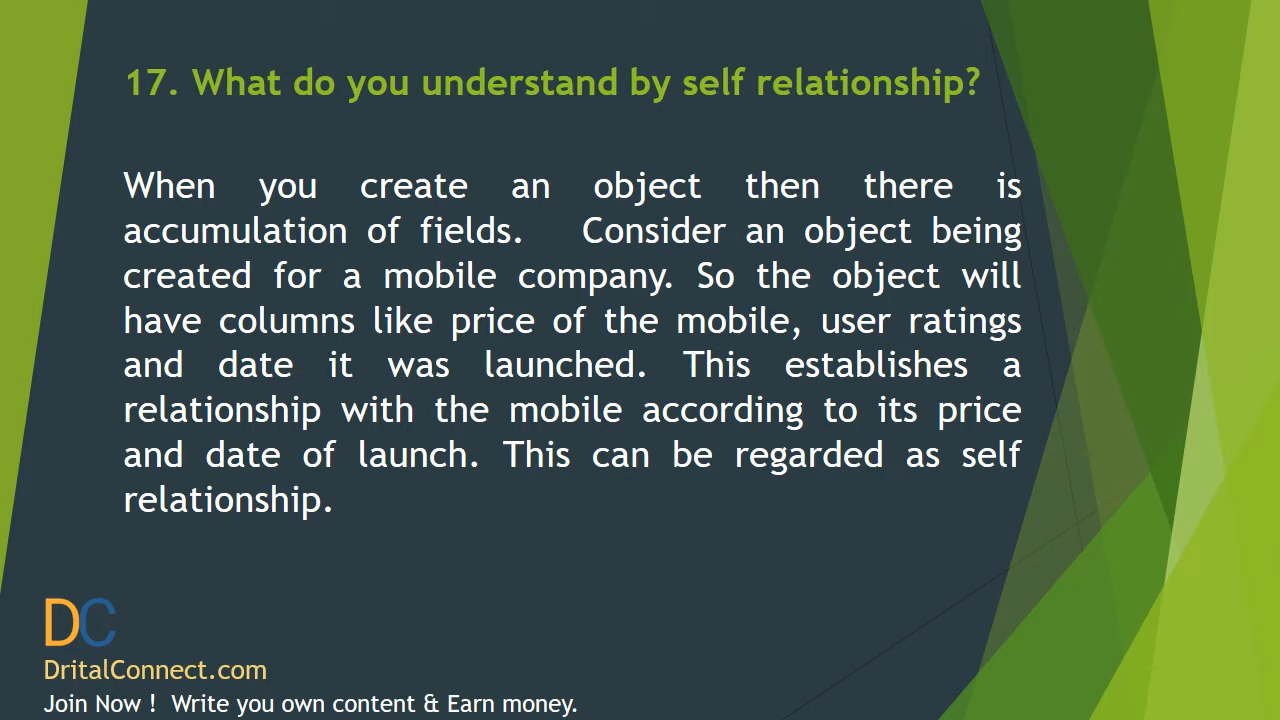 17. What do you understand by self relationship?
When you create an object then there is
accumulation of fields. Consider an object being
created for a mobile company. So the object will
have columns like price of the mobile, user ratings
and date it was launched. This establishes a
relationship with the mobile according to its price
and date of launch. This can be regarded as self
relationship.
DC
DritalConnect.com
Join Now ! Write you own content & Earn money.